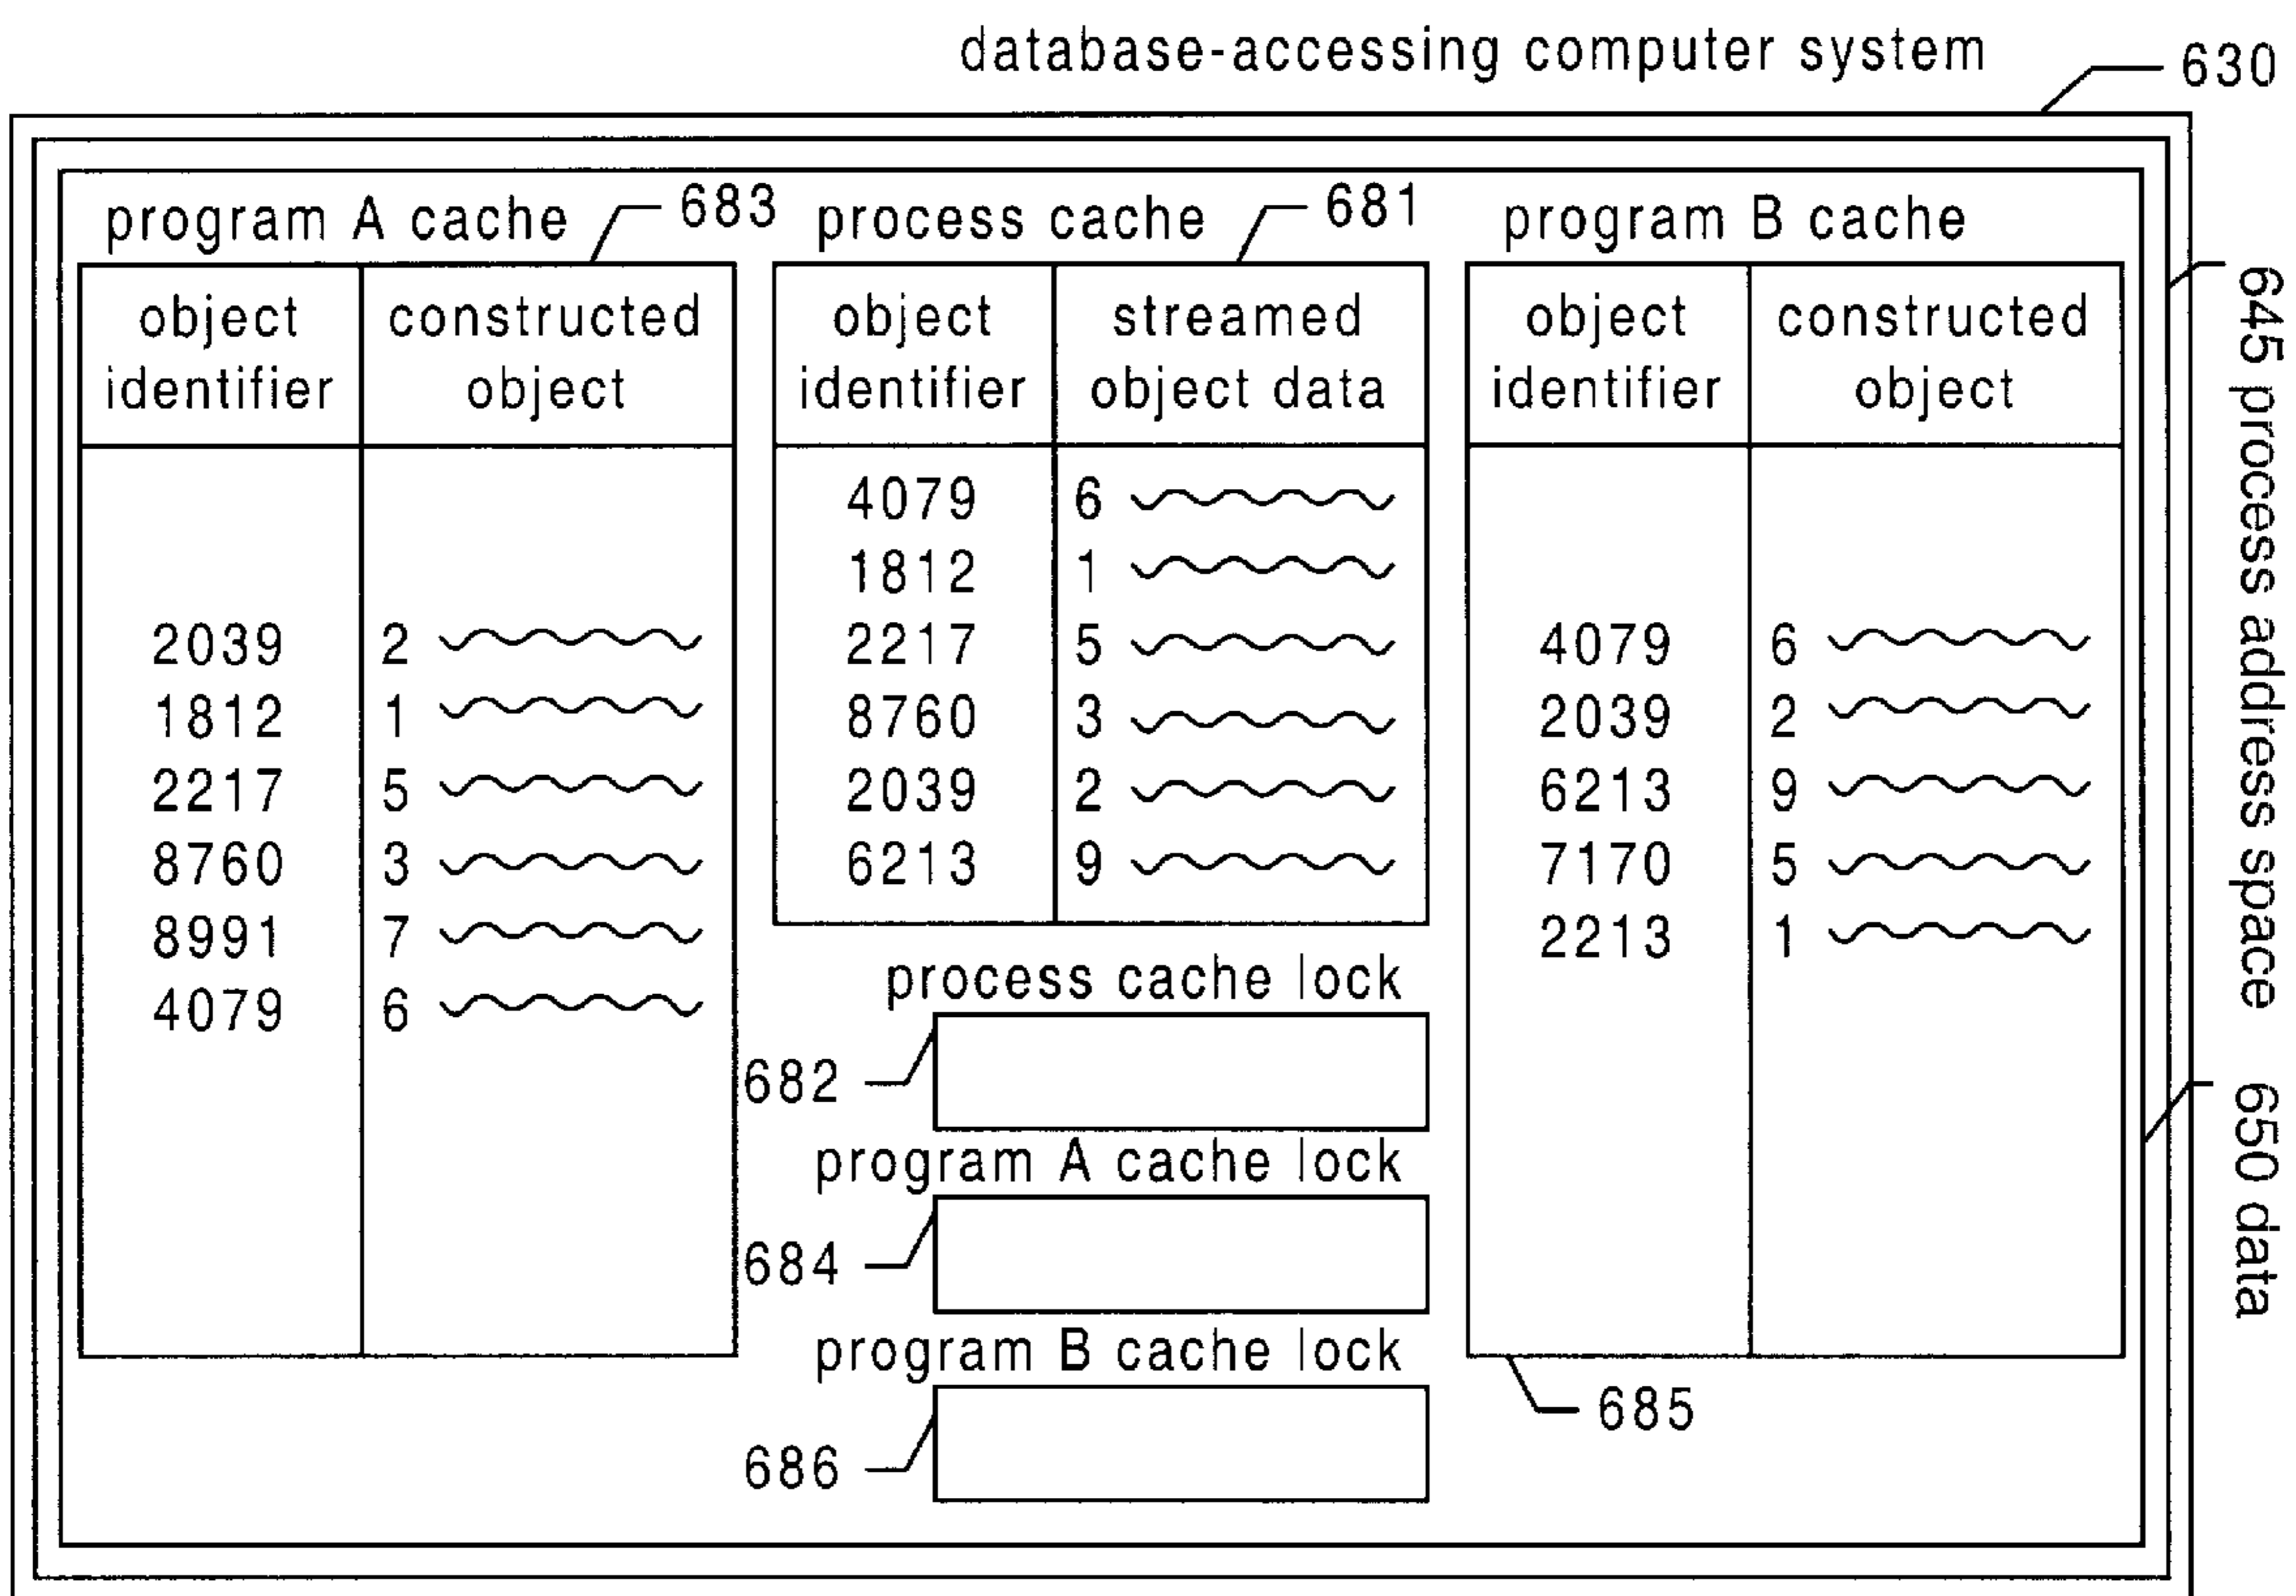 database-accessing computer system
630
program A cache
683
object identifier
constructed object
2039 2
1812 1
2217 5
8760 3
8991 7
4079 6
process cache
681
object identifier
streamed object data
4079 6
1812 1
2217 5
8760 3
2039 2
6213 9
program B cache
object identifier
constructed object
4079 6
2039 2
6213 9
7170 5
2213 1
685
process cache lock
682
program A cache lock
684
program B cache lock
686
645 process address space
650 data